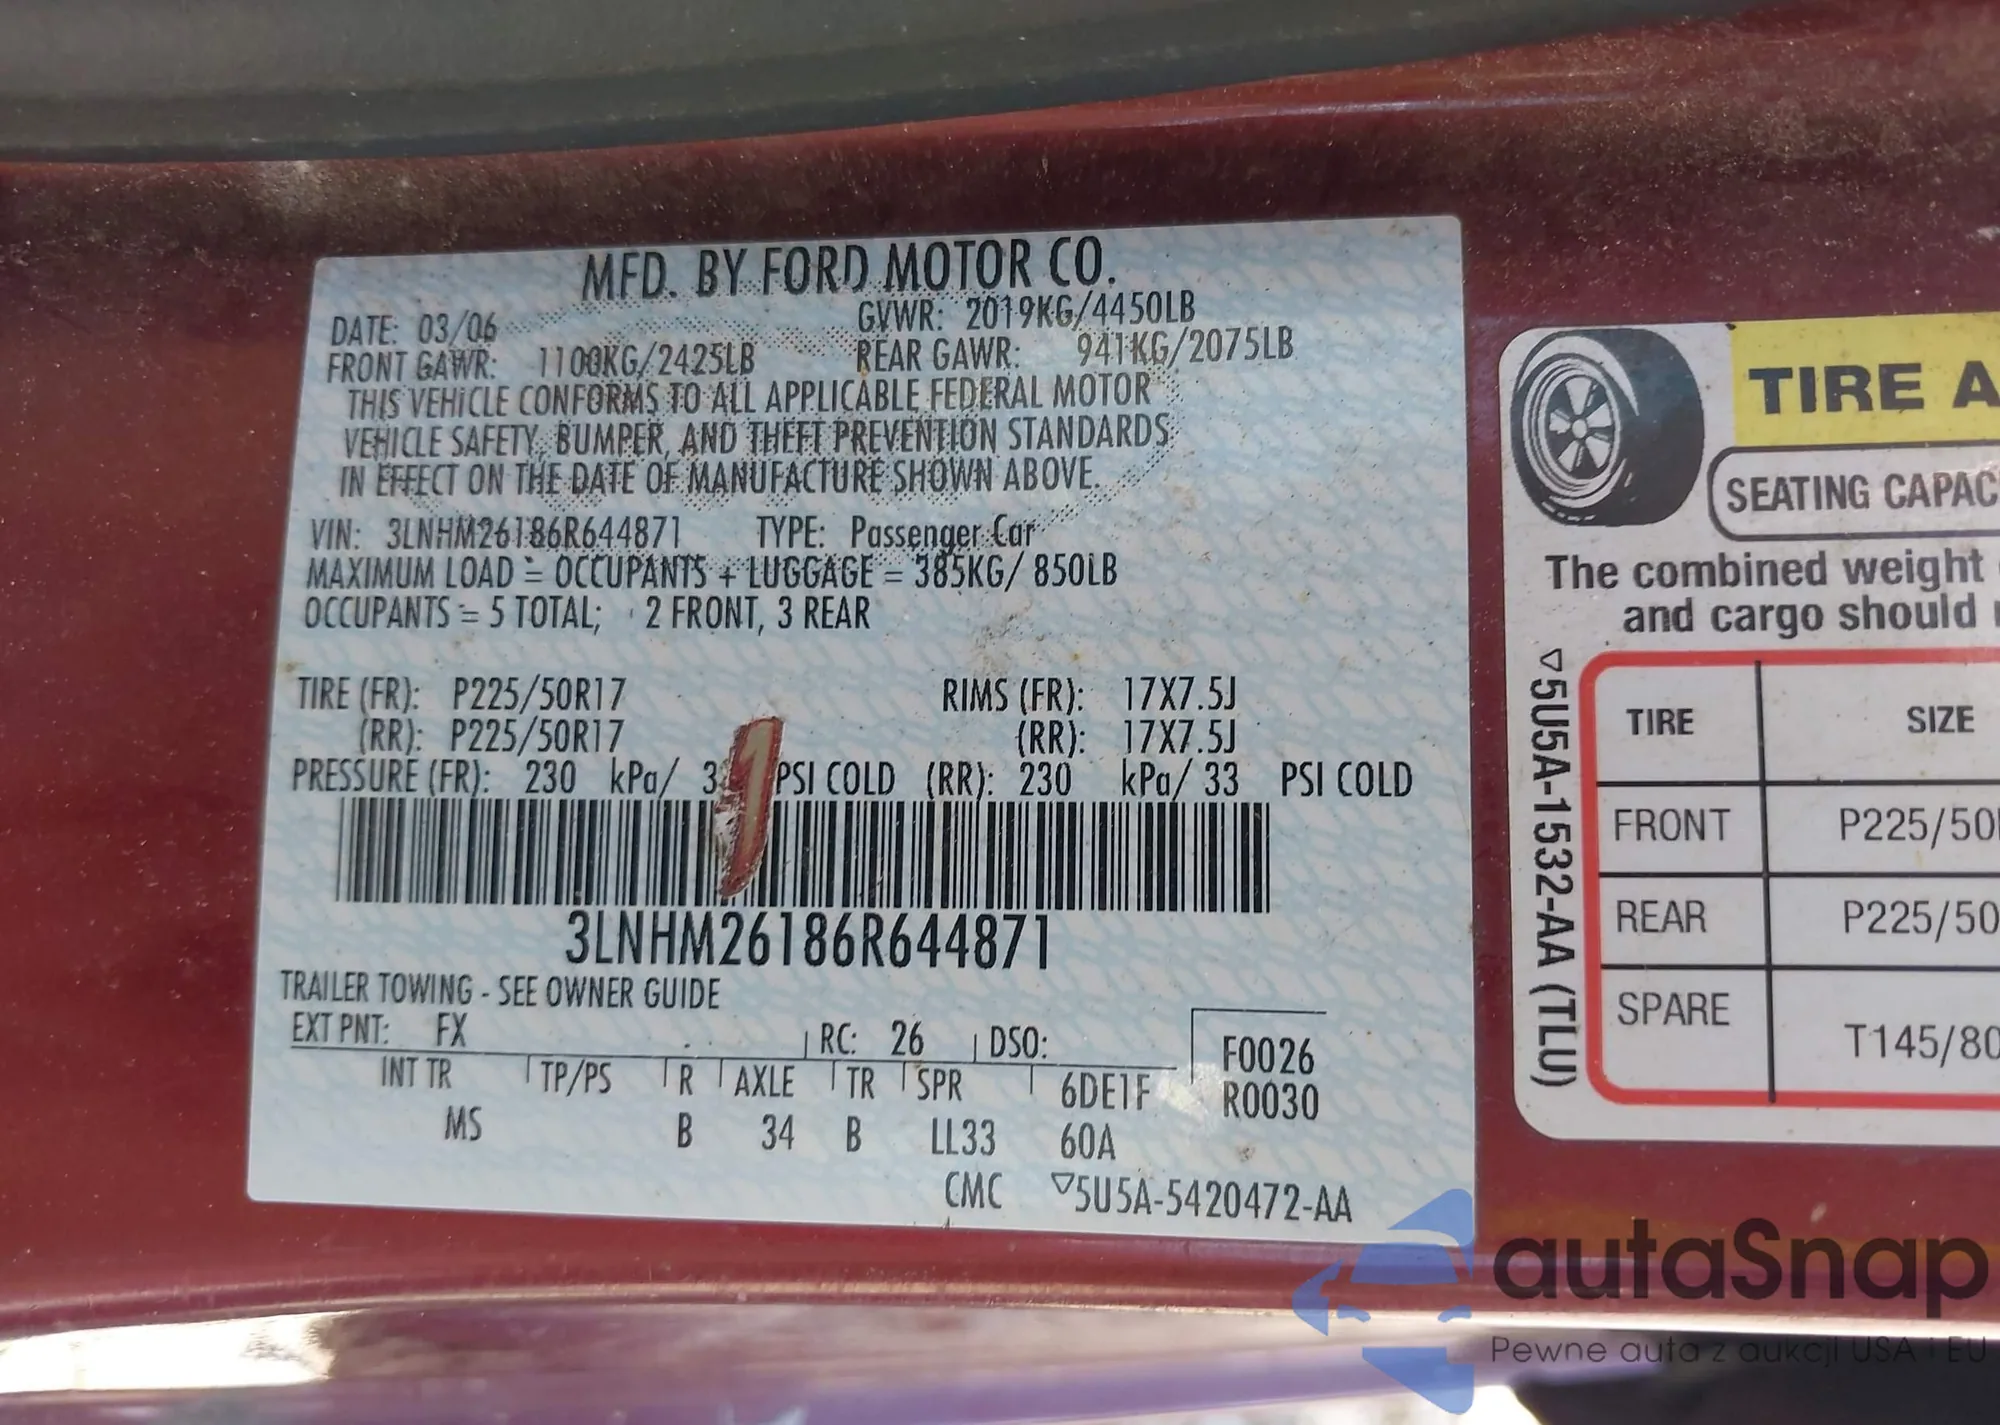 MFD. BY FORD MOTOR CO.
DATE: 03/06 GVWR: 2019KG/4450LB
FRONT GAWR: 1100KG/2425LB REAR GAWR: 941KG/2075LB
THIS VEHICLE CONFORMS TO ALL APPLICABLE FEDERAL MOTOR
VEHICLE SAFETY, BUMPER, AND THEFT PREVENTION STANDARDS
IN EFFECT ON THE DATE OF MANUFACTURE SHOWN ABOVE.
VIN: 3LNHM26186R644871 TYPE: Passenger Car
MAXIMUM LOAD = OCCUPANTS + LUGGAGE = 385KG/ 850LB
OCCUPANTS = 5 TOTAL; 2 FRONT, 3 REAR
TIRE (FR): P225/50R17 RIMS (FR): 17X7.5J
(RR): P225/50R17 (RR): 17X7.5J
PRESSURE (FR): 230 kPa/ 3 PSI COLD (RR): 230 kPa/ 33 PSI COLD
3LNHM26186R644871
TRAILER TOWING - SEE OWNER GUIDE
EXT PNT: FX RC: 26 DSO: F0026
INT TR TP/PS R AXLE TR SPR 6DE1F R0030
MS B 34 B LL33 60A
CMC ▽5U5A-5420472-AA
TIRE A
SEATING CAPAC
The combined weight
and cargo should
▽5U5A-1532-AA (TLU)
TIRE SIZE
FRONT P225/50
REAR P225/50
SPARE T145/80
autaSnap
Pewne auta z aukcji USA i EU